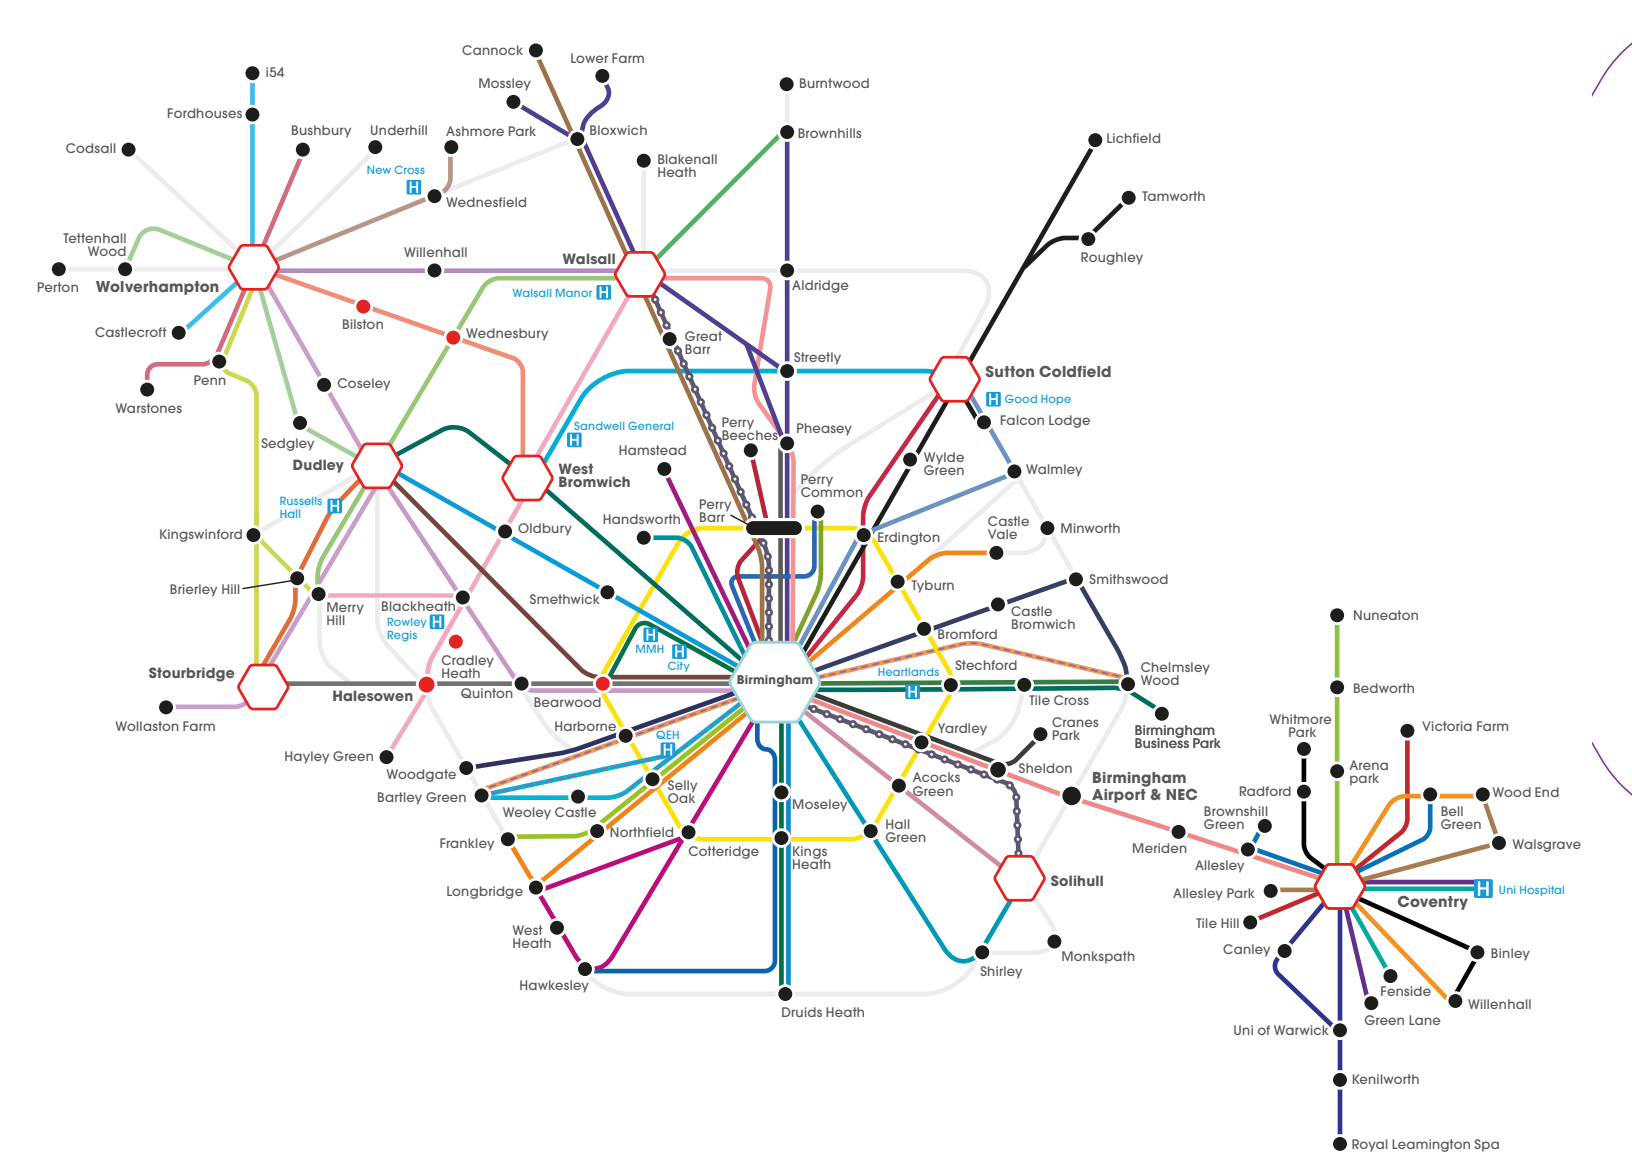 Cannock
Lower Farm
i54
Mossley
Burntwood
Fordhouses
Bushbury
Underhill
Ashmore Park
Bloxwich
Brownhills
Lichfield
Codsall
New Cross
H
Blakenall
Heath
Wednesfield
Tamworth
Tettenhall
Wood
Willenhall
Walsall
Roughley
Perton
Wolverhampton
Walsall Manor H
Aldridge
Castlecroft
Bilston
Wednesbury
Great
Barr
Streetly
Sutton Coldfield
Penn
Coseley
H Good Hope
Warstones
Sedgley
Sandwell General
H
Perry
Beeches
Pheasey
Falcon Lodge
Dudley
Hamstead
West
Bromwich
Wylde
Green
Walmley
Russells
Hall
H
Perry
Common
Perry
Barr
Kingswinford
Oldbury
Handsworth
Erdington
Castle
Vale
Minworth
Brierley Hill
Merry
Hill
Blackheath
Smethwick
Tyburn
Smithswood
Rowley
Regis
H
Castle
Bromwich
Nuneaton
H
MMH
H
City
Bromford
Cradley
Heath
Stourbridge
Halesowen
Quinton
Bearwood
Birmingham
Heartlands
H
Stechford
Tile Cross
Chelmsley
Wood
Bedworth
Wollaston Farm
Harborne
Yardley
Cranes
Park
Birmingham
Business Park
Whitmore
Park
Victoria Farm
Hayley Green
QEH
H
Woodgate
Sheldon
Arena
park
Bartley Green
Weoley Castle
Selly
Oak
Moseley
Acocks
Green
Birmingham
Airport & NEC
Radford
Wood End
Brownshill
Green
Bell
Green
Frankley
Northfield
Cotteridge
Kings
Heath
Hall
Green
Meriden
Allesley
Walsgrave
Longbridge
Solihull
Allesley Park
Coventry
H Uni Hospital
West
Heath
Tile Hill
Canley
Binley
Hawkesley
Shirley
Monkspath
Fenside
Willenhall
Druids Heath
Green Lane
Uni of Warwick
Kenilworth
Royal Leamington Spa